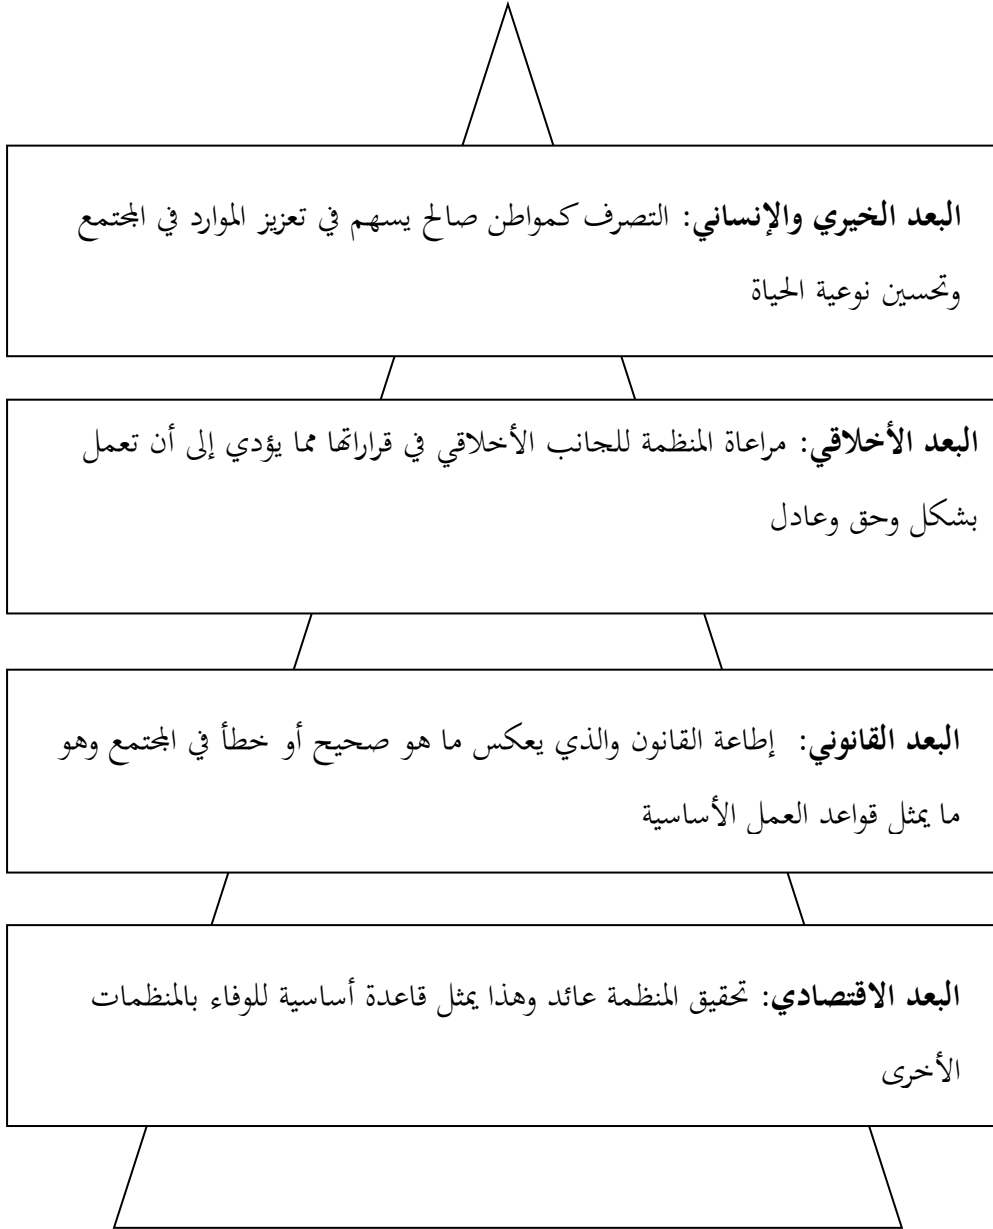 البعد الخيري والإنساني: التصرف كمواطن صالح يسهم في تعزيز الموارد في المجتمع
وتحسين نوعية الحياة
البعد الأخلاقي: مراعاة المنظمة للجانب الأخلاقي في قراراتها مما يؤدي إلى أن تعمل
بشكل وحق وعادل
البعد القانوني: إطاعة القانون والذي يعكس ما هو صحيح أو خطأ في المجتمع وهو
ما يمثل قواعد العمل الأساسية
البعد الاقتصادي: تحقيق المنظمة عائد وهذا يمثل قاعدة أساسية للوفاء بالمنظمات
الأخرى